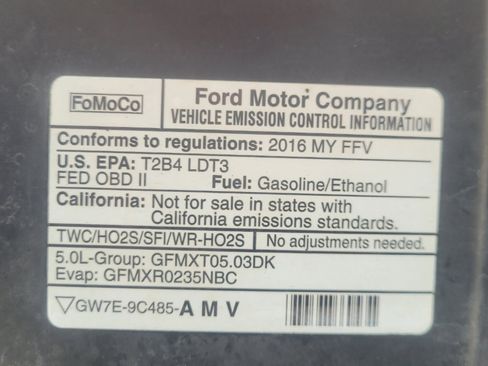 FoMoCo
Ford Motor Company
VEHICLE EMISSION CONTROL INFORMATION
Conforms to regulations: 2016 MY FFV
U.S. EPA: T2B4 LDT3
FED OBD II Fuel: Gasoline/Ethanol
California: Not for sale in states with
California emissions standards.
TWC/HO2S/SFI/WR-HO2S No adjustments needed.
5.0L-Group: GFMXT05.03DK
Evap: GFMXR0235NBC
▽GW7E-9C485-A M V